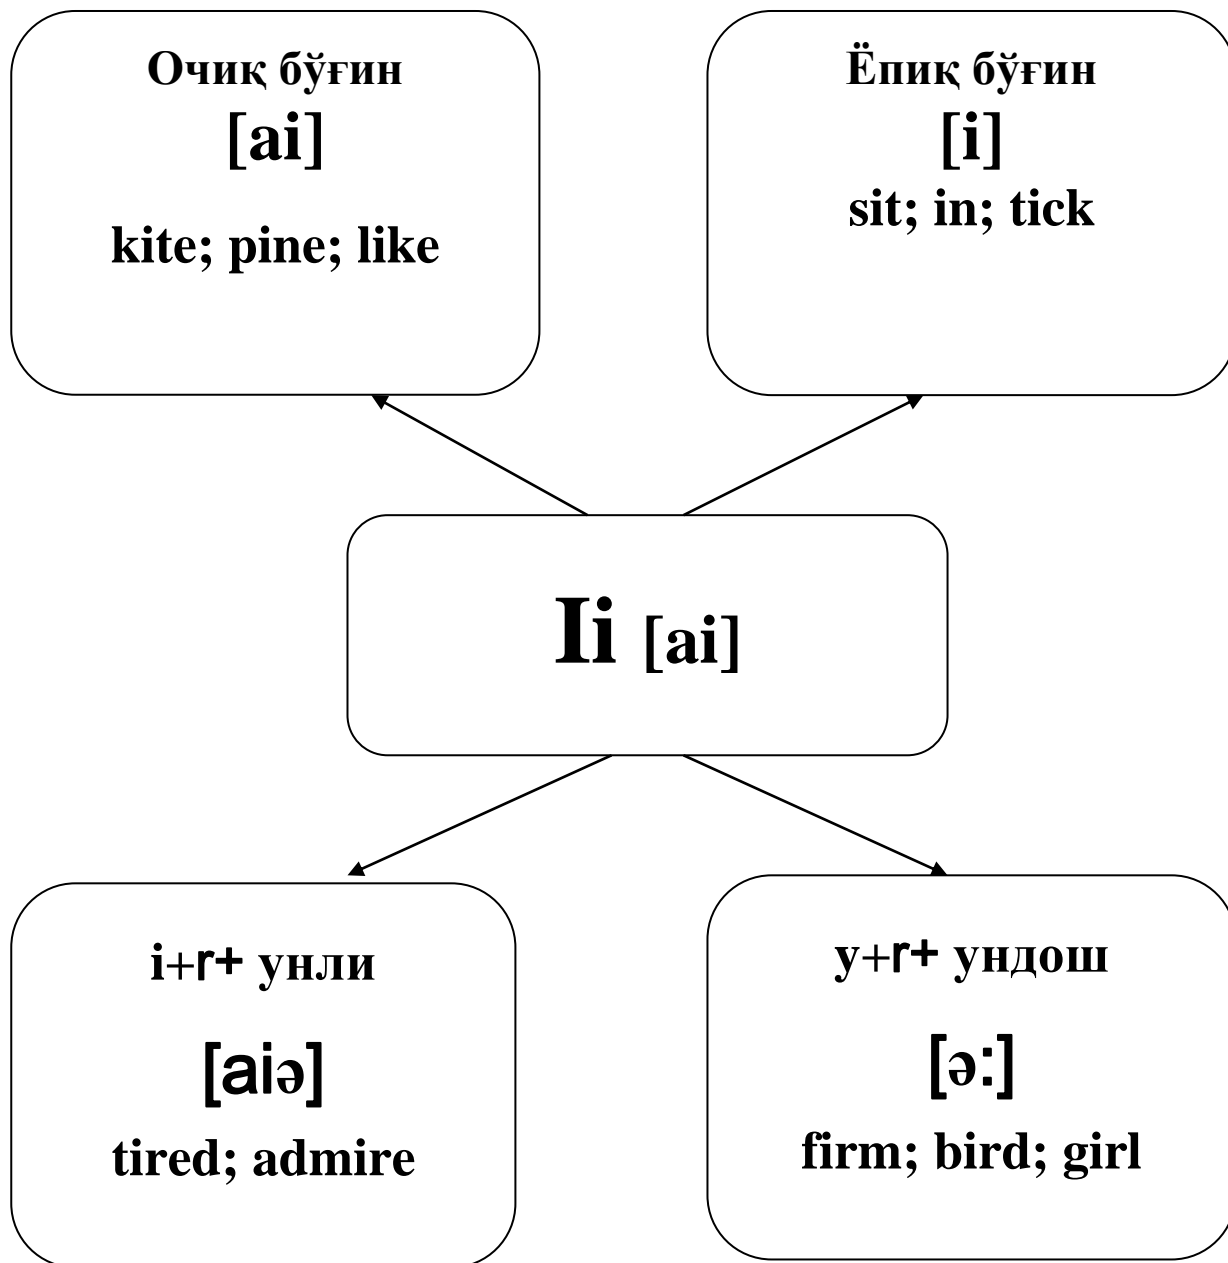 Очиқ бўғин
[ai]
kite; pine; like
Ёпиқ бўғин
[i]
sit; in; tick
Ii [ai]
i+r+ унли
[aiə]
tired; admire
y+r+ ундош
[ə:]
firm; bird; girl